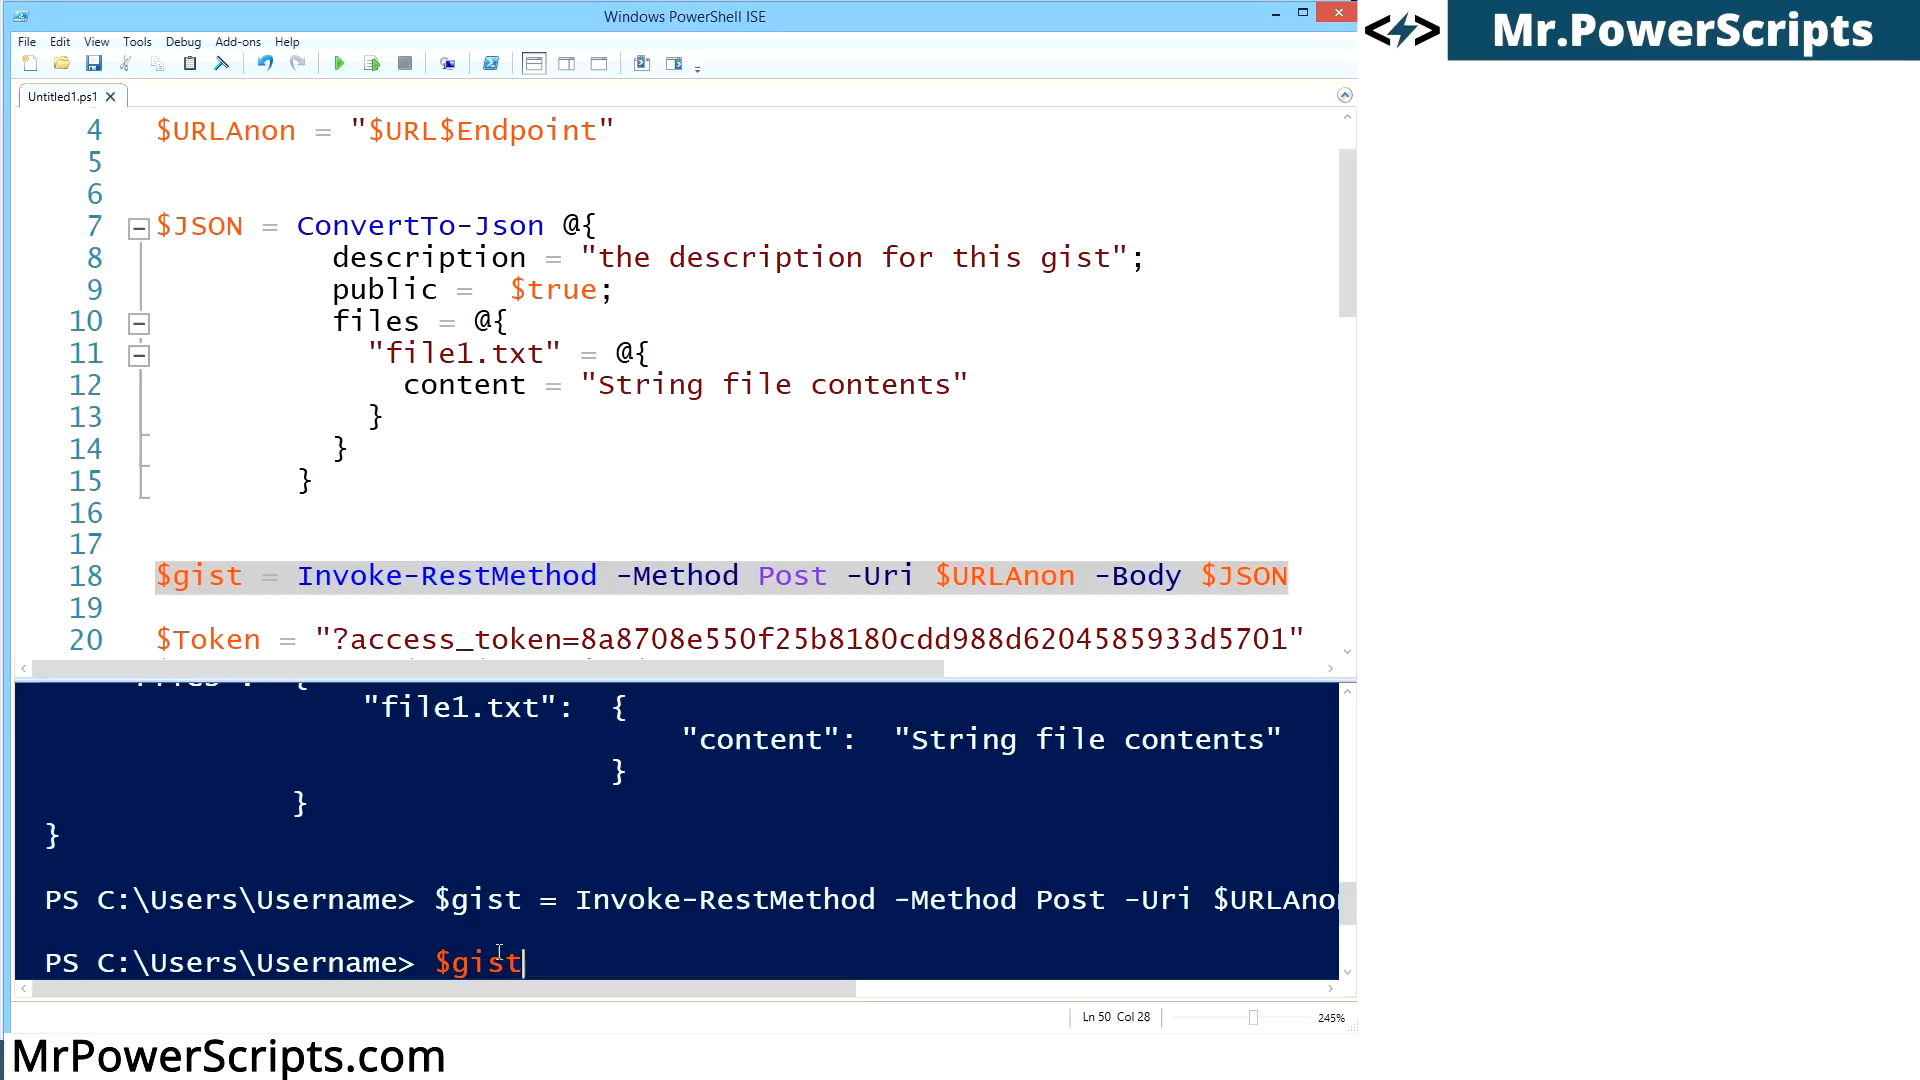 Windows PowerShell ISE
Mr.PowerScripts
File Edit View Tools Debug Add-ons Help
Untitled1.ps1
4 $URLAnon = "$URL$Endpoint"
5
6
7 $JSON = ConvertTo-Json @{
8 description = "the description for this gist";
9 public = $true;
10 files = @{
11 "file1.txt" = @{
12 content = "String file contents"
13 }
14 }
15 }
16
17
18 $gist = Invoke-RestMethod -Method Post -Uri $URLAnon -Body $JSON
19
20 $Token = "?access_token=8a8708e550f25b8180cdd988d6204585933d5701"
"file1.txt": {
"content": "String file contents"
}
}
}
PS C:\Users\Username> $gist = Invoke-RestMethod -Method Post -Uri $URLAno
PS C:\Users\Username> $gist
Ln 50 Col 28
245%
MrPowerScripts.com